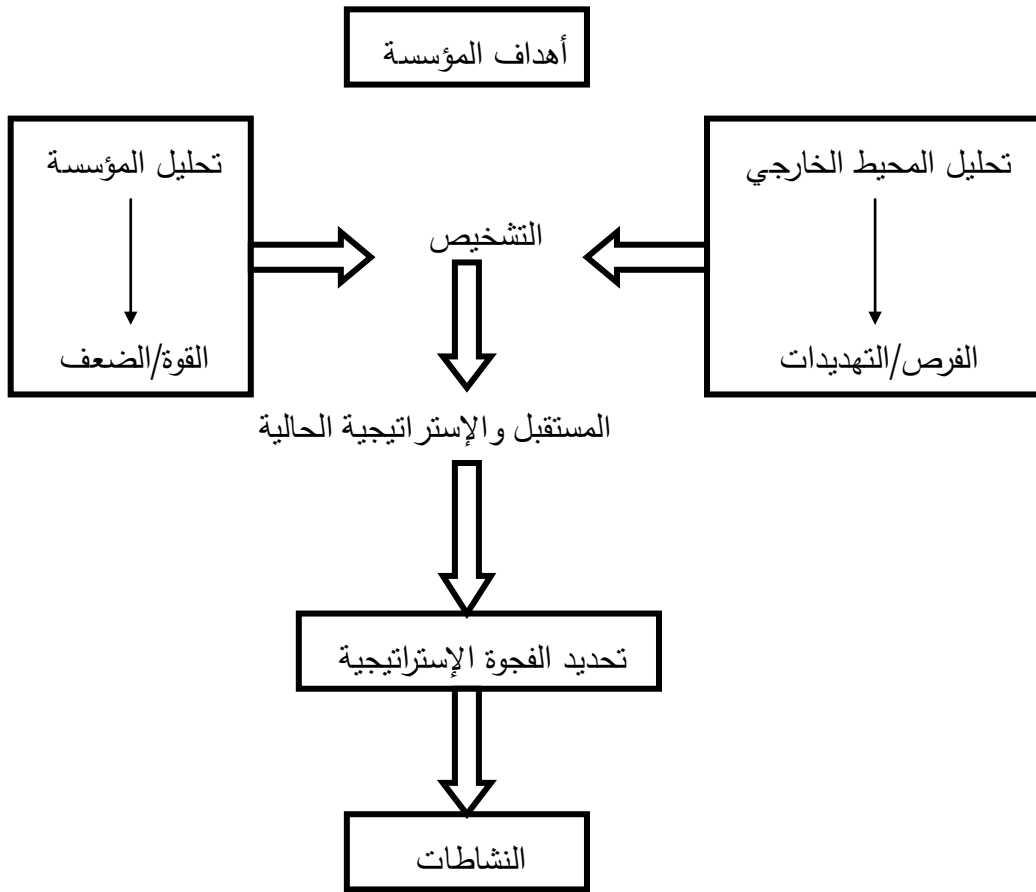 أهداف المؤسسة
تحليل المحيط الخارجي
تحليل المؤسسة
التشخيص
الفرص/التهديدات
القوة/الضعف
المستقبل والإستراتيجية الحالية
تحديد الفجوة الإستراتيجية
النشاطات